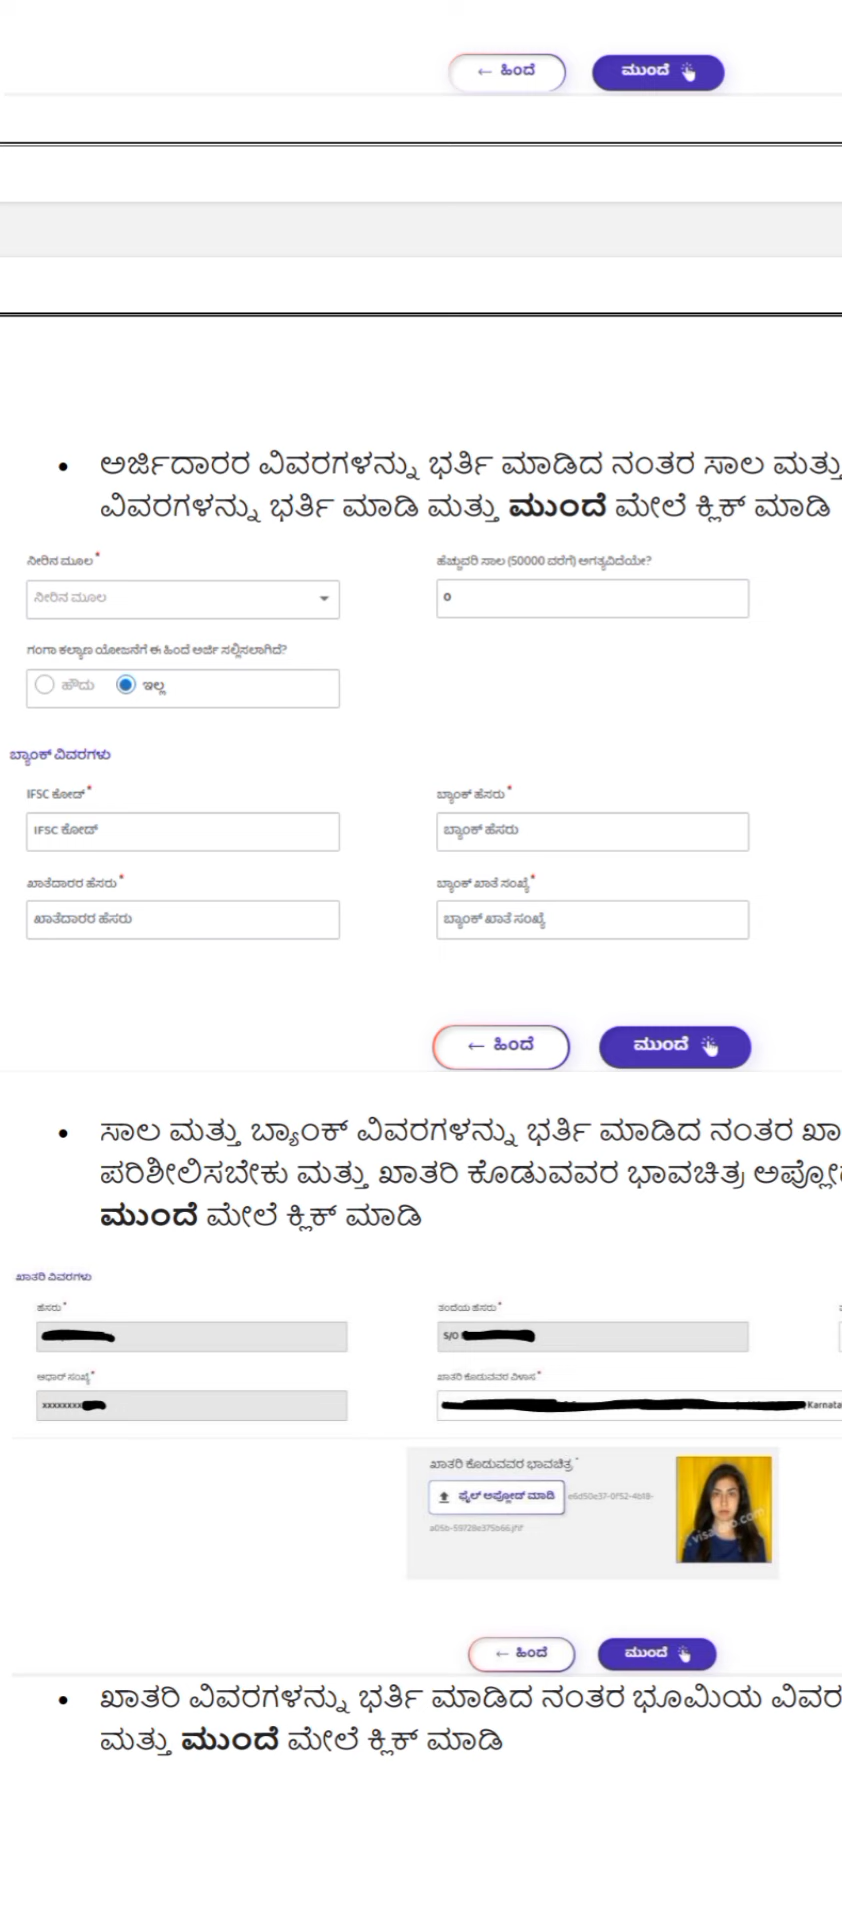 ← ಹಿಂದೆ ಮುಂದೆ
• ಅರ್ಜಿದಾರರ ವಿವರಗಳನ್ನು ಭರ್ತಿ ಮಾಡಿದ ನಂತರ ಸಾಲ ಮತ್ತು
ವಿವರಗಳನ್ನು ಭರ್ತಿ ಮಾಡಿ ಮತ್ತು ಮುಂದೆ ಮೇಲೆ ಕ್ಲಿಕ್ ಮಾಡಿ
ನೀರಿನ ಮೂಲ * ಹೆಚ್ಚುವರಿ ಸಾಲ (50000 ವರೆಗೆ) ಅಗತ್ಯವಿದೆಯೇ?
ನೀರಿನ ಮೂಲ 0
ಗಂಗಾ ಕಲ್ಯಾಣ ಯೋಜನೆಗೆ ಈ ಹಿಂದೆ ಅರ್ಜಿ ಸಲ್ಲಿಸಲಾಗಿದೆ?
ಹೌದು ಇಲ್ಲ
ಬ್ಯಾಂಕ್ ವಿವರಗಳು
IFSC ಕೋಡ್ * ಬ್ಯಾಂಕ್ ಹೆಸರು *
IFSC ಕೋಡ್ ಬ್ಯಾಂಕ್ ಹೆಸರು
ಖಾತೆದಾರರ ಹೆಸರು * ಬ್ಯಾಂಕ್ ಖಾತೆ ಸಂಖ್ಯೆ *
ಖಾತೆದಾರರ ಹೆಸರು ಬ್ಯಾಂಕ್ ಖಾತೆ ಸಂಖ್ಯೆ
← ಹಿಂದೆ ಮುಂದೆ
• ಸಾಲ ಮತ್ತು ಬ್ಯಾಂಕ್ ವಿವರಗಳನ್ನು ಭರ್ತಿ ಮಾಡಿದ ನಂತರ ಖಾ
ಪರಿಶೀಲಿಸಬೇಕು ಮತ್ತು ಖಾತರಿ ಕೊಡುವವರ ಭಾವಚಿತ್ರ ಅಪ್ಲೋ
ಮುಂದೆ ಮೇಲೆ ಕ್ಲಿಕ್ ಮಾಡಿ
ಖಾತರಿ ವಿವರಗಳು
ಹೆಸರು * ತಂದೆಯ ಹೆಸರು *
S/O
ಆಧಾರ್ ಸಂಖ್ಯೆ * ಖಾತರಿ ಕೊಡುವವರ ವಿಳಾಸ *
xxxxxxxx Karnata
ಖಾತರಿ ಕೊಡುವವರ ಭಾವಚಿತ್ರ *
ಫೈಲ್ ಅಪ್ಲೋಡ್ ಮಾಡಿ
← ಹಿಂದೆ ಮುಂದೆ
• ಖಾತರಿ ವಿವರಗಳನ್ನು ಭರ್ತಿ ಮಾಡಿದ ನಂತರ ಭೂಮಿಯ ವಿವರ
ಮತ್ತು ಮುಂದೆ ಮೇಲೆ ಕ್ಲಿಕ್ ಮಾಡಿ